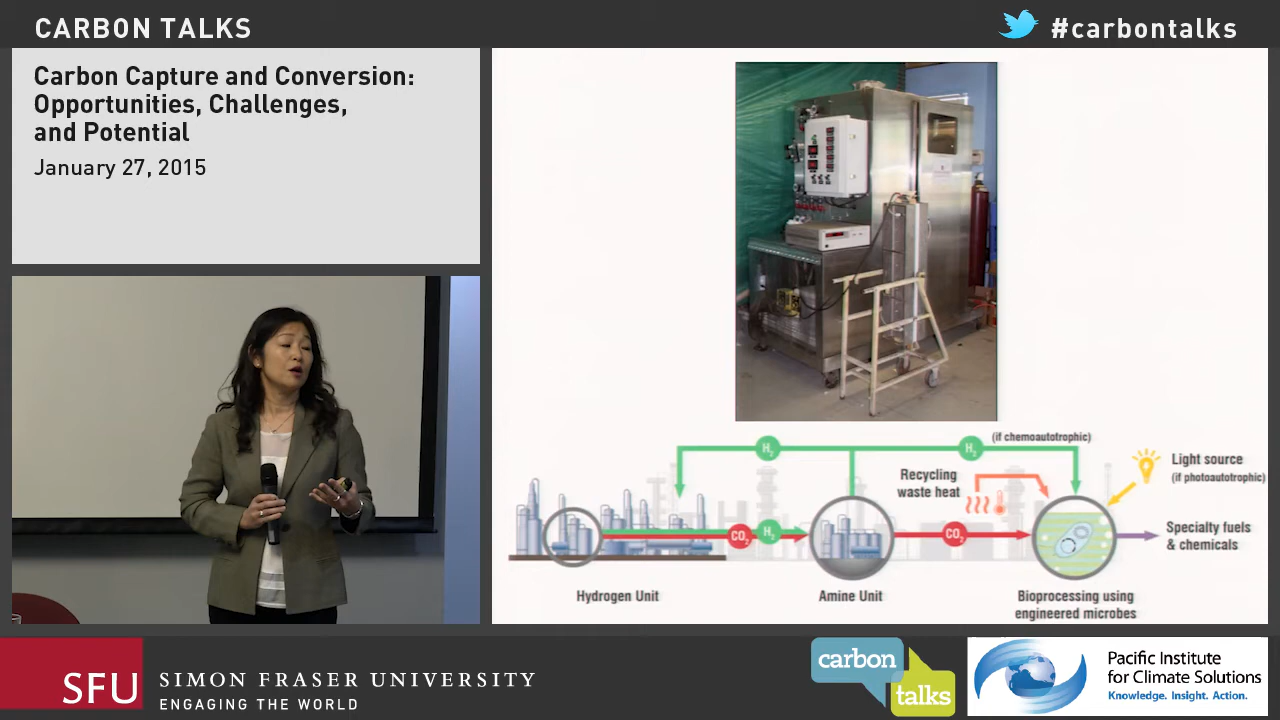 CARBON TALKS
#carbontalks
Carbon Capture and Conversion:
Opportunities, Challenges,
and Potential
January 27, 2015
H₂
H₂
(if chemoautotrophic)
Light source
(if photoautotrophic)
Recycling
waste heat
CO₂
H₂
CO₂
Specialty fuels
& chemicals
Hydrogen Unit
Amine Unit
Bioprocessing using
engineered microbes
SFU
SIMON FRASER UNIVERSITY
ENGAGING THE WORLD
carbon
talks
Pacific Institute
for Climate Solutions
Knowledge. Insight. Action.